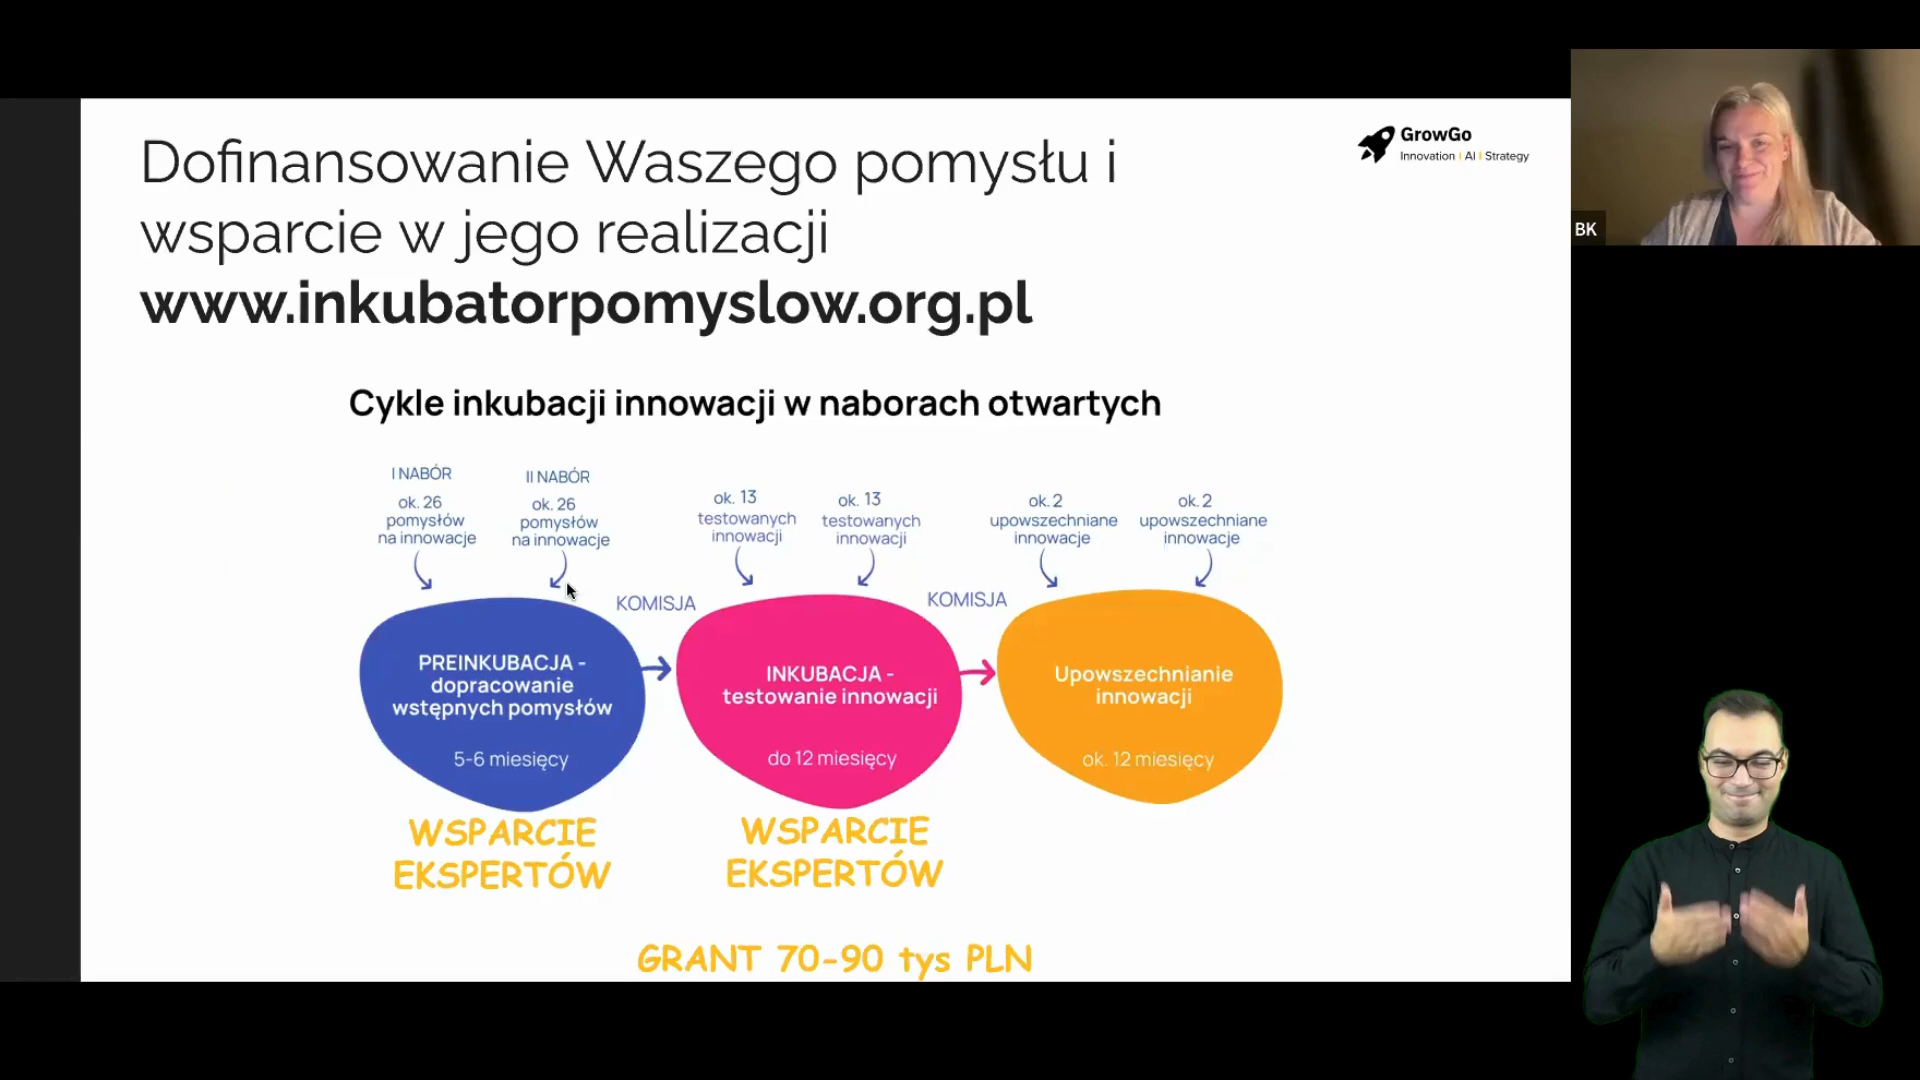 Dofinansowanie Waszego pomysłu i
wsparcie w jego realizacji
www.inkubatorpomyslow.org.pl
GrowGo
Innovation | AI | Strategy
BK
Cykle inkubacji innowacji w naborach otwartych
I NABÓR
ok. 26
pomysłów
na innowacje
II NABÓR
ok. 26
pomysłów
na innowacje
ok. 13
testowanych
innowacji
ok. 13
testowanych
innowacji
ok. 2
upowszechniane
innowacje
ok. 2
upowszechniane
innowacje
KOMISJA
KOMISJA
PREINKUBACJA -
dopracowanie
wstępnych pomysłów
5-6 miesięcy
INKUBACJA -
testowanie innowacji
do 12 miesięcy
Upowszechnianie
innowacji
ok. 12 miesięcy
WSPARCIE
EKSPERTÓW
WSPARCIE
EKSPERTÓW
GRANT 70-90 tys PLN